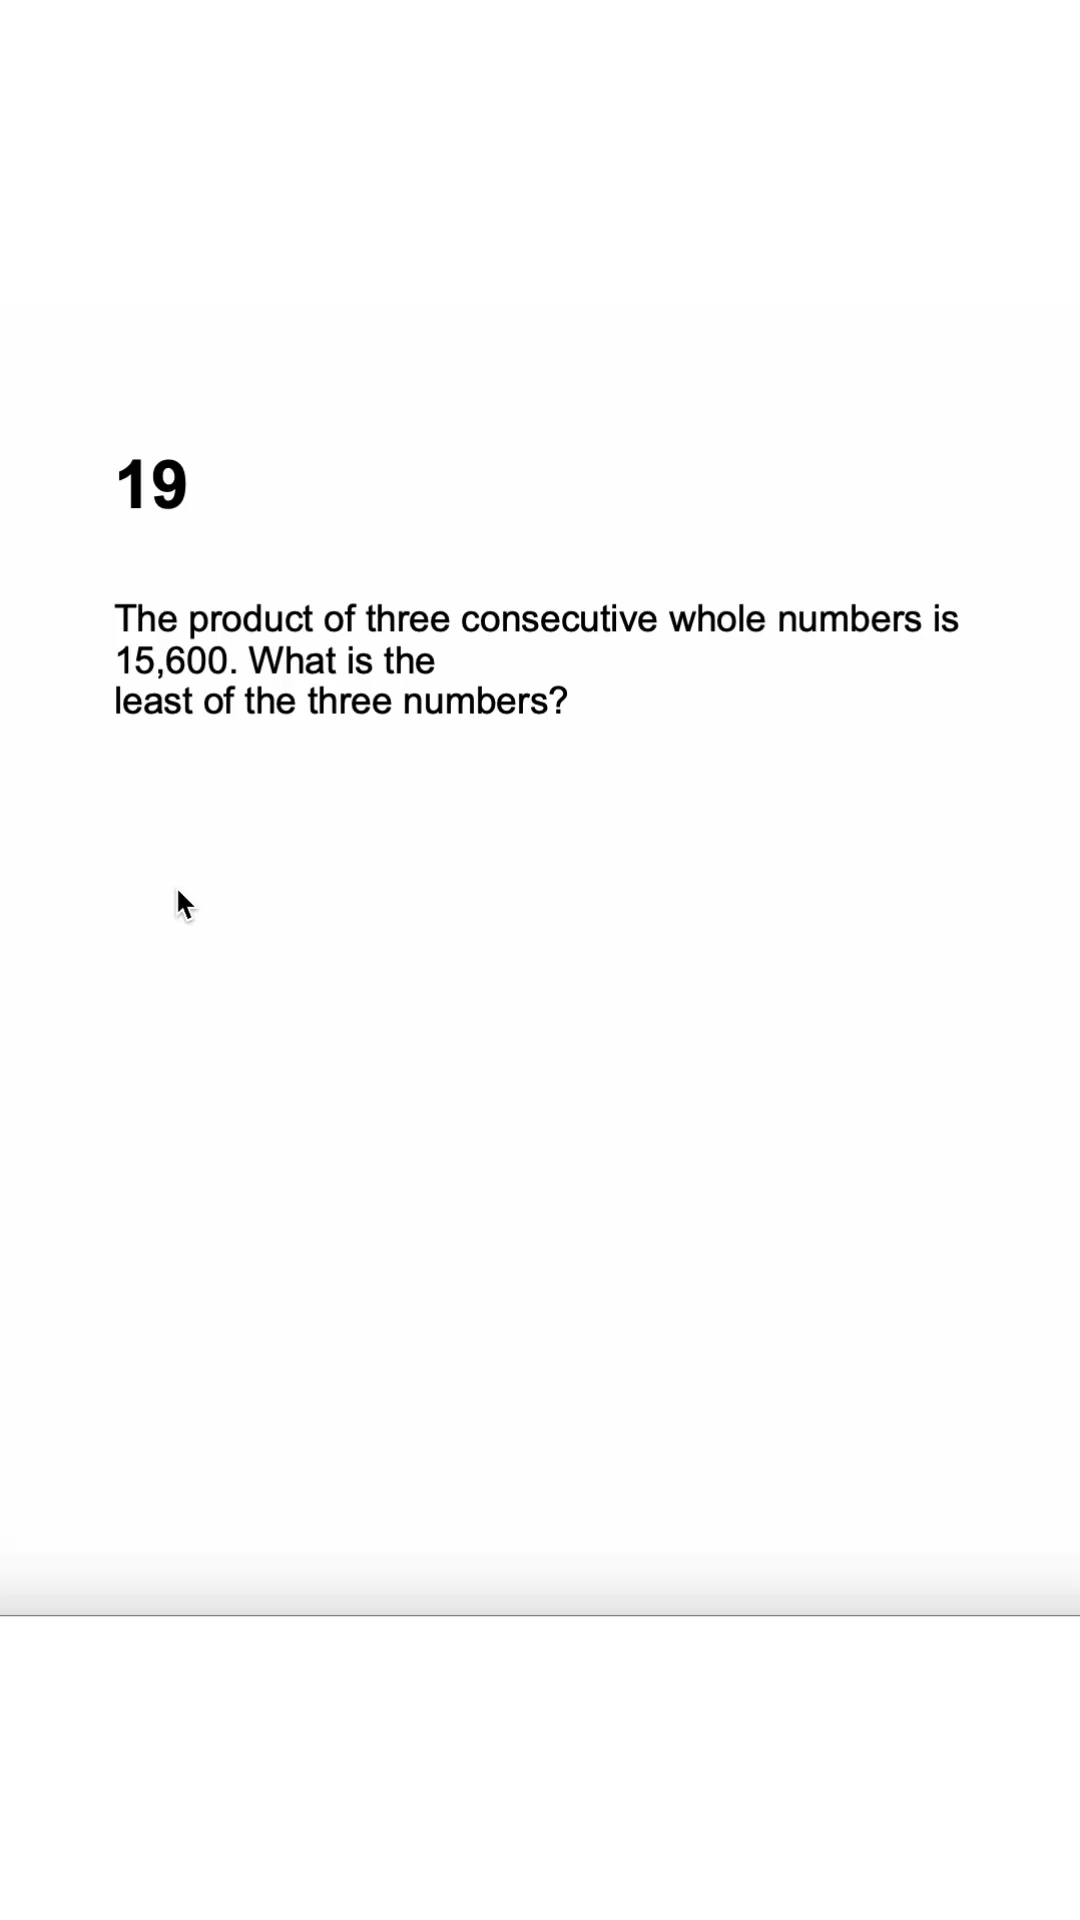 19
The product of three consecutive whole numbers is
15,600. What is the
least of the three numbers?